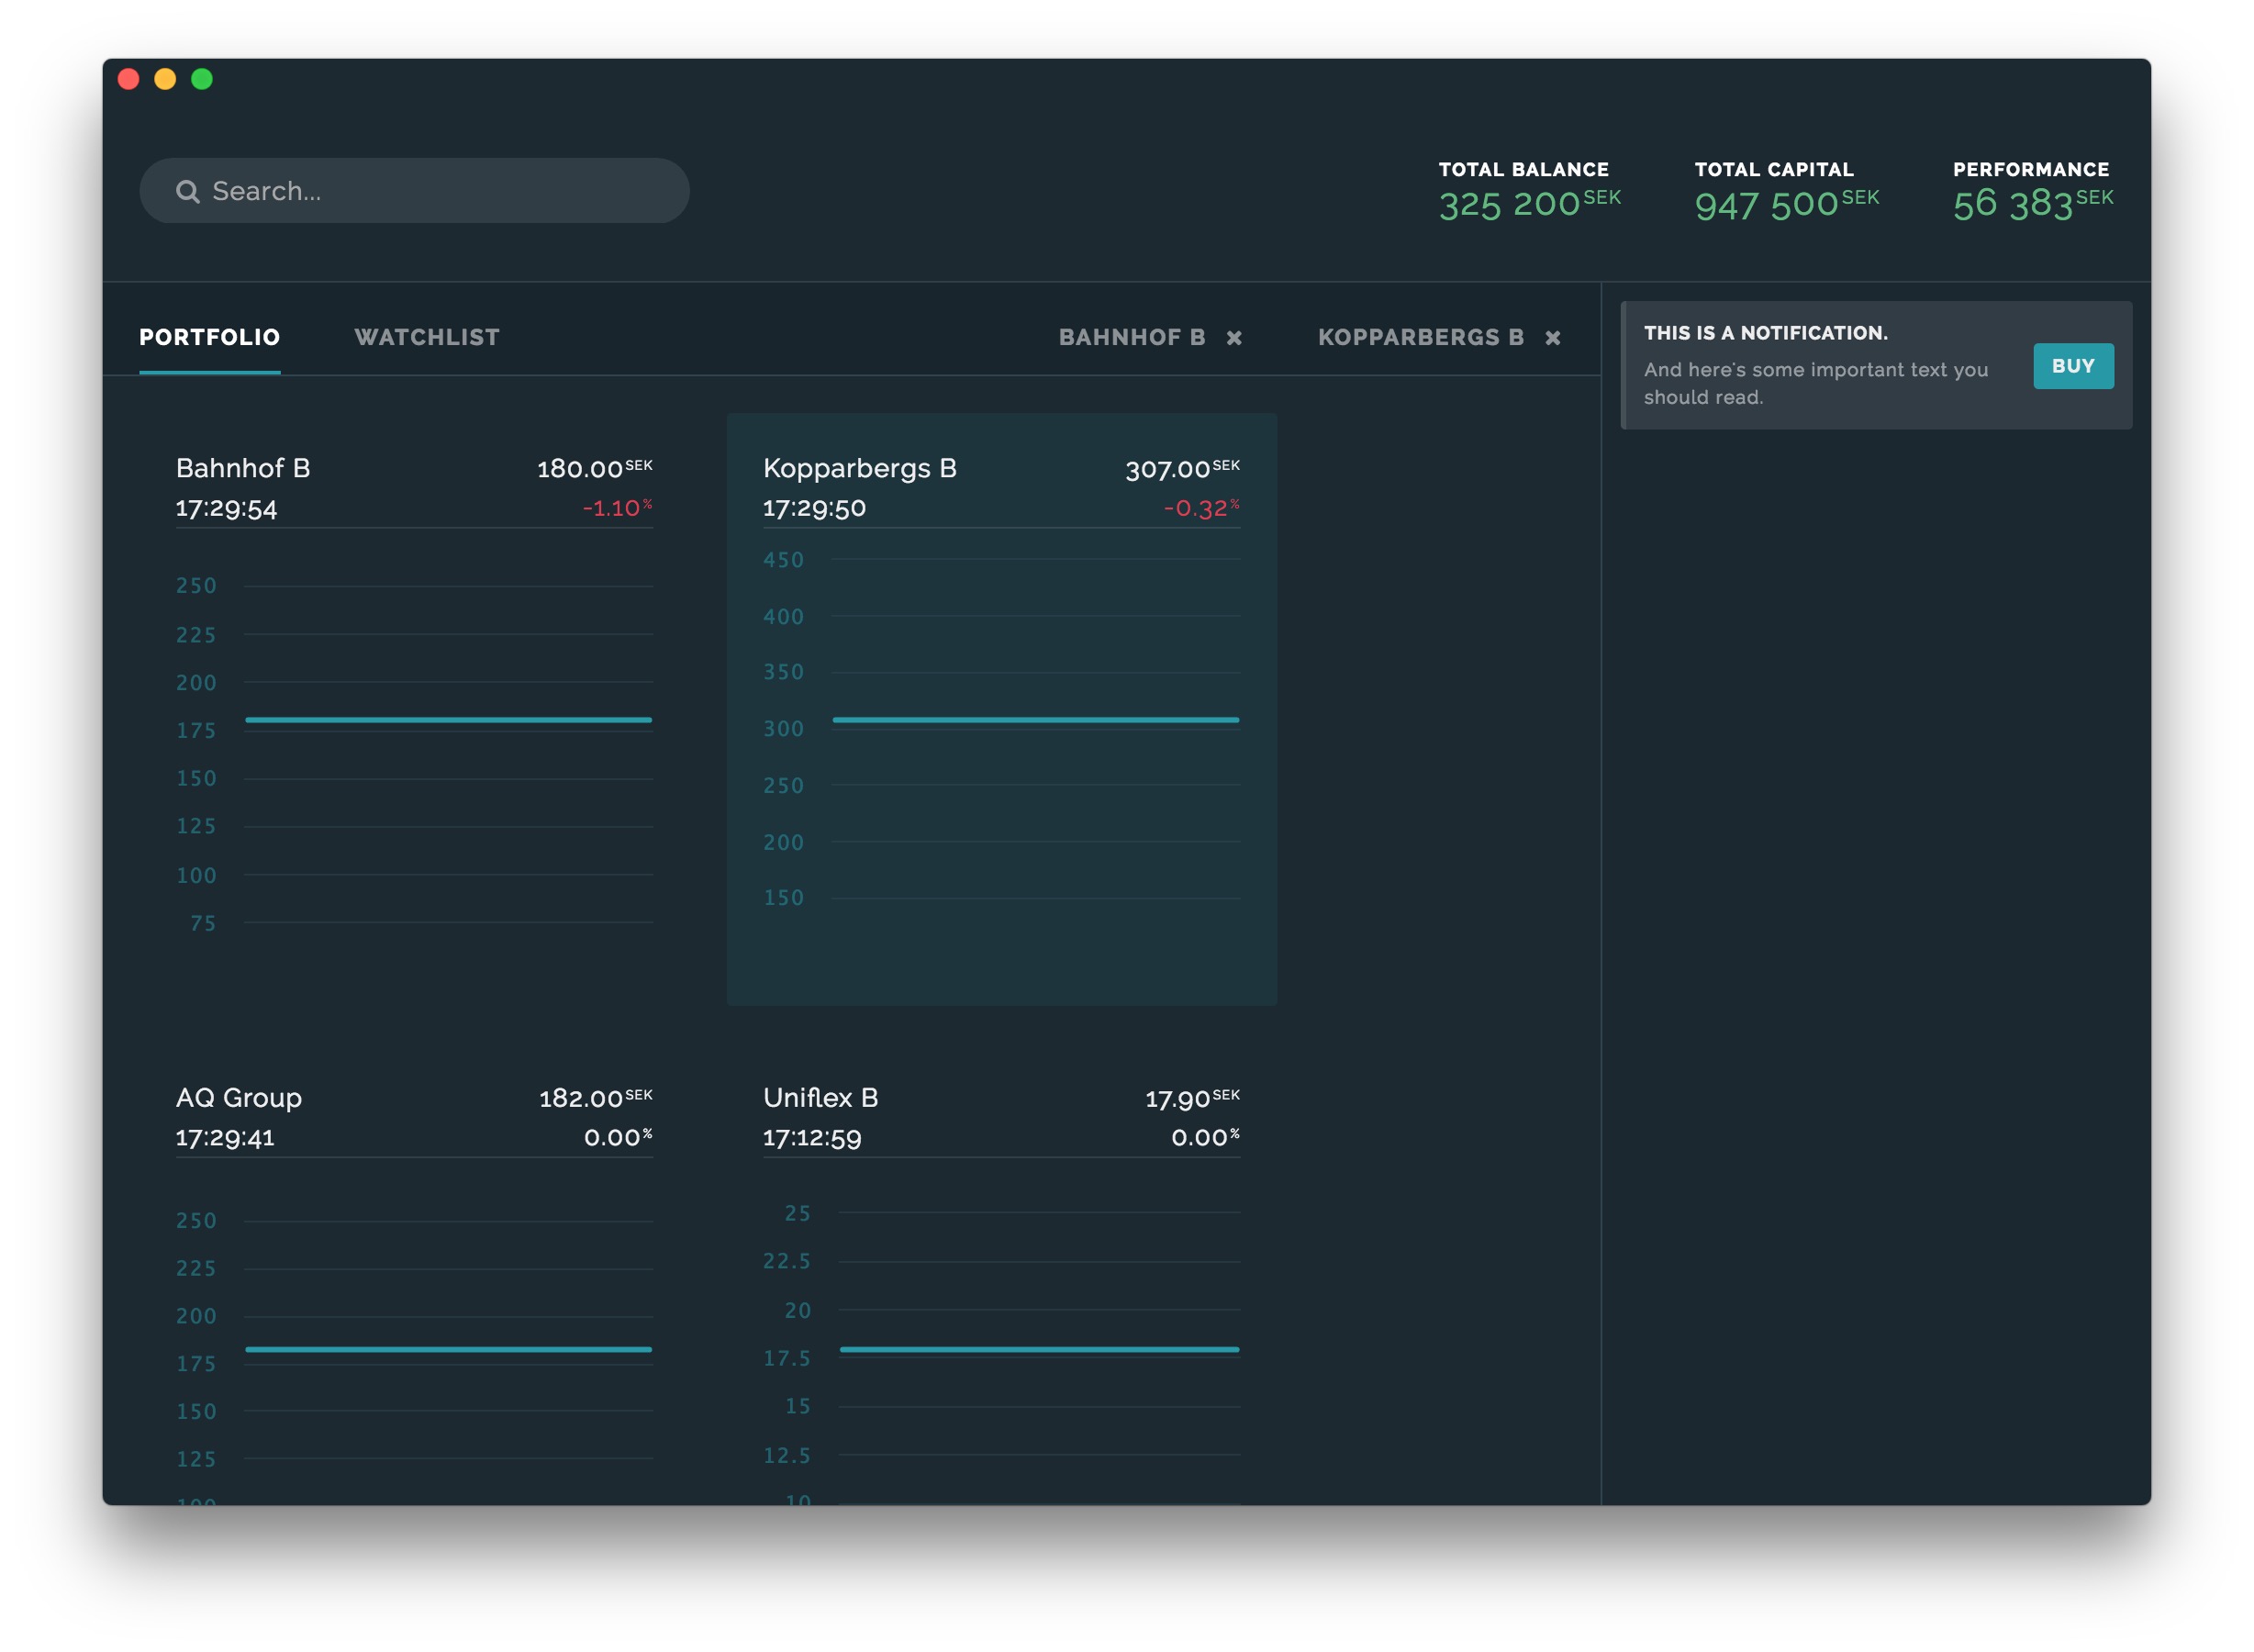 Search...
TOTAL BALANCE
325 200 SEK
TOTAL CAPITAL
947 500 SEK
PERFORMANCE
56 383 SEK
PORTFOLIO
WATCHLIST
BAHNHOF B ×
KOPPARBERGS B ×
Bahnhof B 180.00 SEK
17:29:54 -1.10%
250
225
200
175
150
125
100
75
Kopparbergs B 307.00 SEK
17:29:50 -0.32%
450
400
350
300
250
200
150
AQ Group 182.00 SEK
17:29:41 0.00%
250
225
200
175
150
125
100
Uniflex B 17.90 SEK
17:12:59 0.00%
25
22.5
20
17.5
15
12.5
10
THIS IS A NOTIFICATION.
And here's some important text you
should read.
BUY